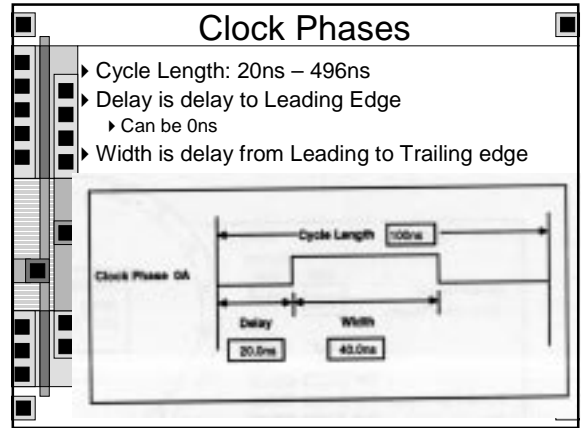 Clock Phases
Cycle Length: 20ns – 496ns
Delay is delay to Leading Edge
Can be 0ns
Width is delay from Leading to Trailing edge
Cycle Length 100ns
Clock Phase 0A
Delay Width
20.0ns 40.0ns